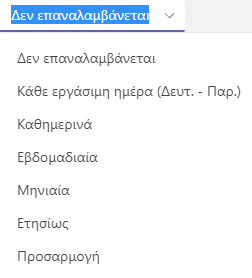 Δεν επαναλαμβάνεται
Δεν επαναλαμβάνεται
Κάθε εργάσιμη ημέρα (Δευτ. - Παρ.)
Καθημερινά
Εβδομαδιαία
Μηνιαία
Ετησίως
Προσαρμογή